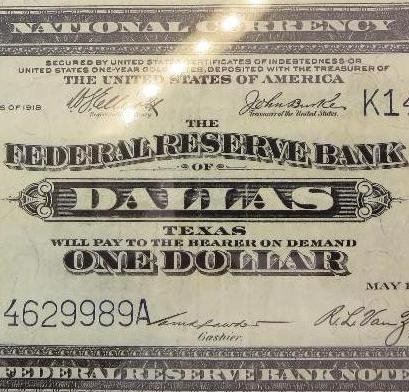 NATIONAL CURRENCY
SECURED BY UNITED STATES CERTIFICATES OF INDEBTEDNESS OR
UNITED STATES ONE-YEAR GOLD DEPOSITED WITH THE TREASURER OF
THE UNITED STATES OF AMERICA
S OF 1918
John Burke K1
Treasurer of the United States.
THE
FEDERAL RESERVE BANK
OF
DALLAS
TEXAS
WILL PAY TO THE BEARER ON DEMAND
ONE DOLLAR
MAY
4629989A
Cashier.
FEDERAL RESERVE BANK NOTE